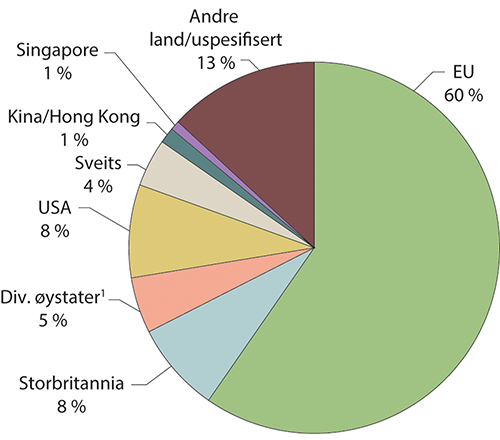 Andre
land/uspesifisert
13 %
Singapore
1 %
Kina/Hong Kong
1 %
Sveits
4 %
USA
8 %
Div. øystater¹
5 %
Storbritannia
8 %
EU
60 %